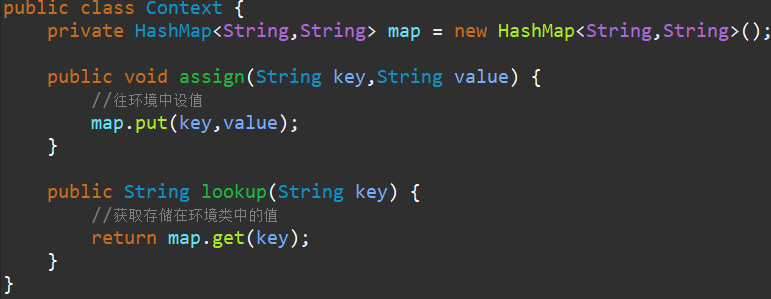 public class Context {
    private HashMap<String,String> map = new HashMap<String,String>();
    public void assign(String key,String value) {
        //往环境中设值
        map.put(key,value);
    }
    public String lookup(String key) {
        //获取存储在环境类中的值
        return map.get(key);
    }
}